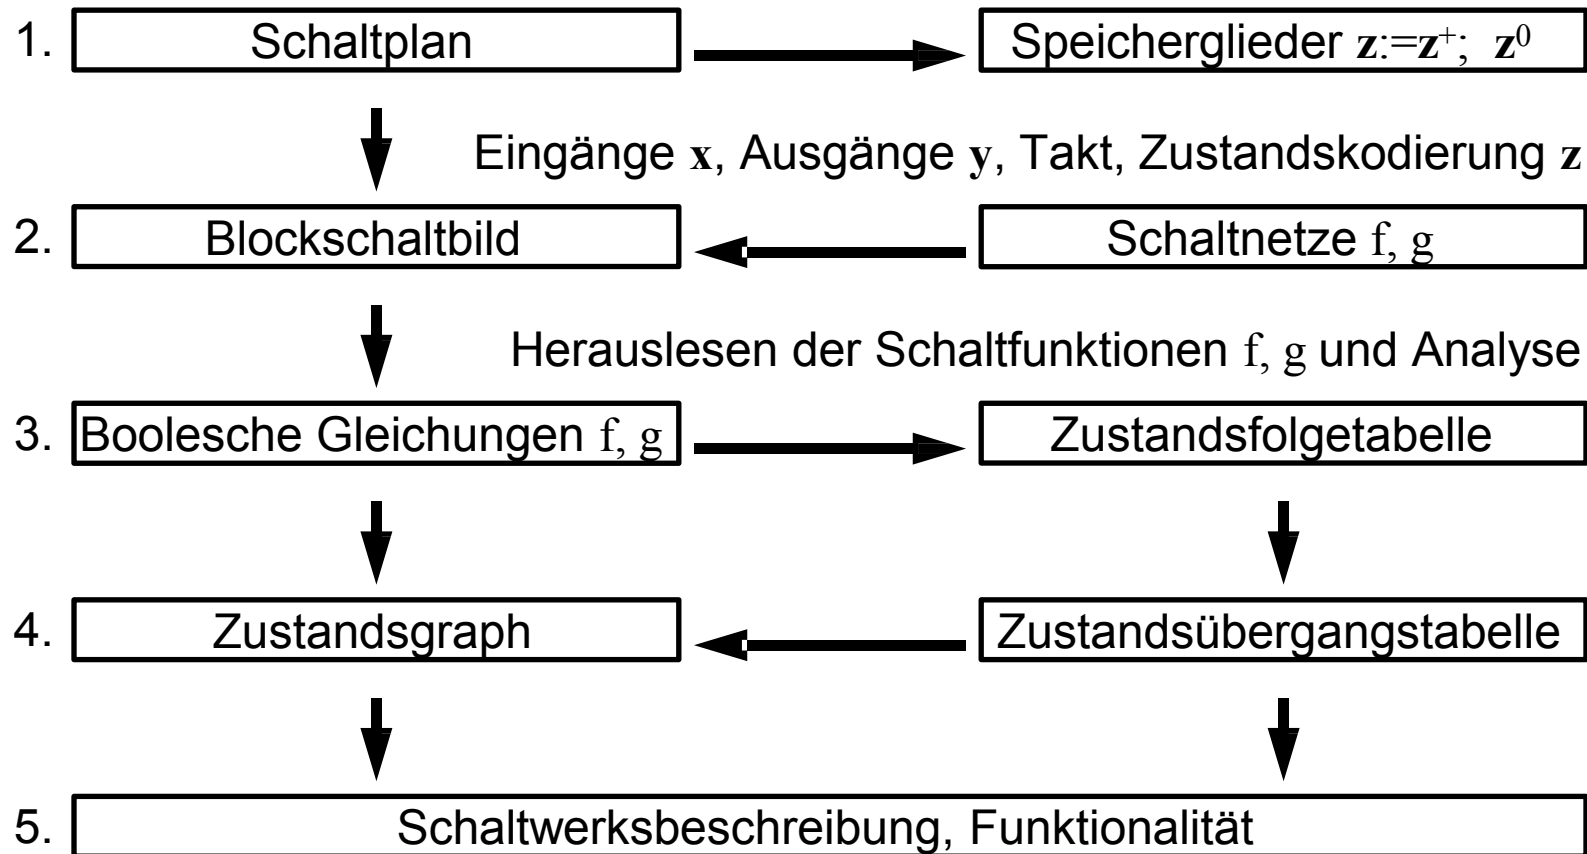 1. Schaltplan Speicherglieder z:=z⁺; z⁰
Eingänge x, Ausgänge y, Takt, Zustandskodierung z
2. Blockschaltbild Schaltnetze f, g
Herauslesen der Schaltfunktionen f, g und Analyse
3. Boolesche Gleichungen f, g Zustandsfolgetabelle
4. Zustandsgraph Zustandsübergangstabelle
5. Schaltwerksbeschreibung, Funktionalität